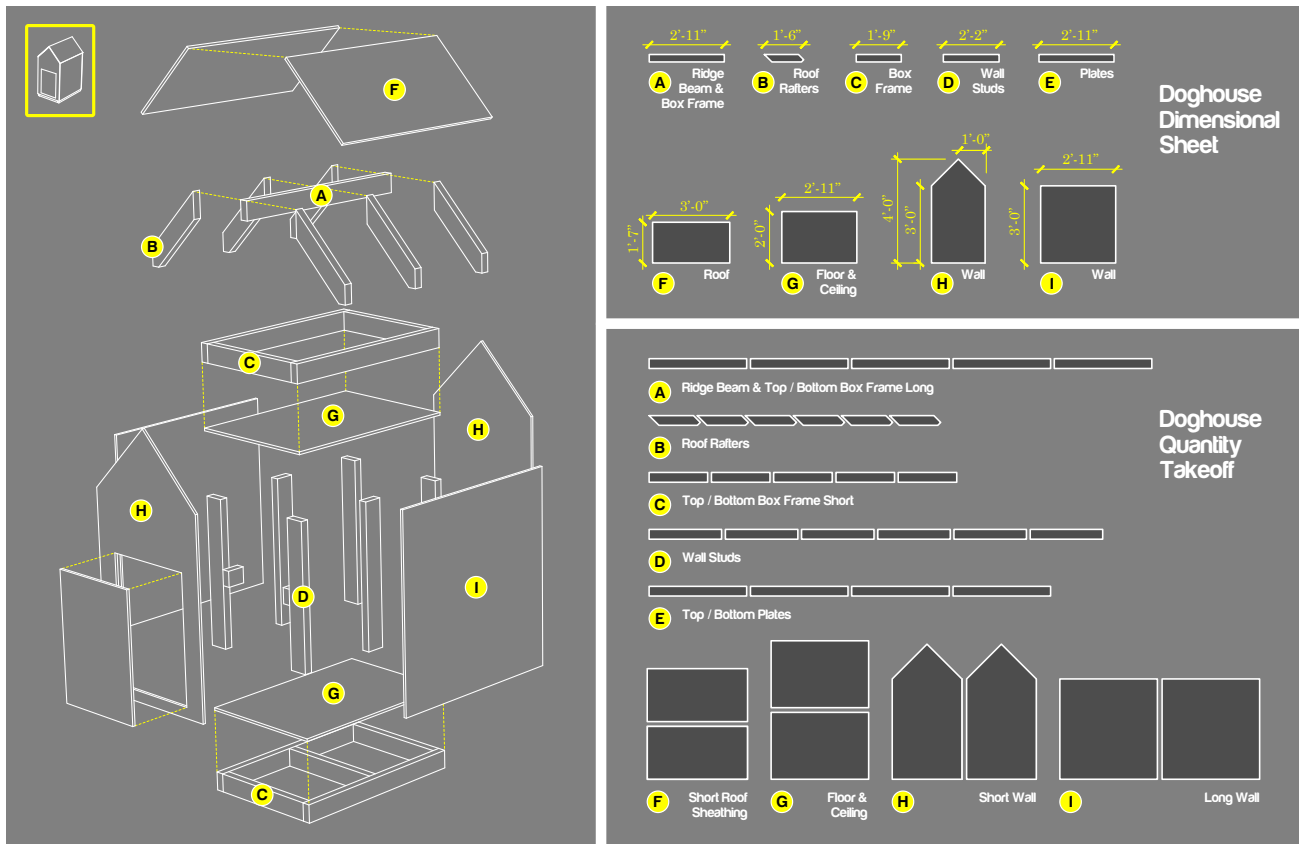 F
A
B
C
G
H
H
I
D
G
C
2'-11"
1'-6"
1'-9"
2'-2"
2'-11"
A
Ridge
Beam &
Box Frame
B
Roof
Rafters
C
Box
Frame
D
Wall
Studs
E
Plates
Doghouse
Dimensional
Sheet
1'-0"
2'-11"
2'-11"
3'-0"
4'-0"
3'-0"
3'-0"
2'-0"
1'-7"
F
Roof
G
Floor &
Ceiling
H
Wall
I
Wall
A
Ridge Beam & Top / Bottom Box Frame Long
B
Roof Rafters
C
Top / Bottom Box Frame Short
D
Wall Studs
E
Top / Bottom Plates
Doghouse
Quantity
Takeoff
F
Short Roof
Sheathing
G
Floor &
Ceiling
H
Short Wall
I
Long Wall